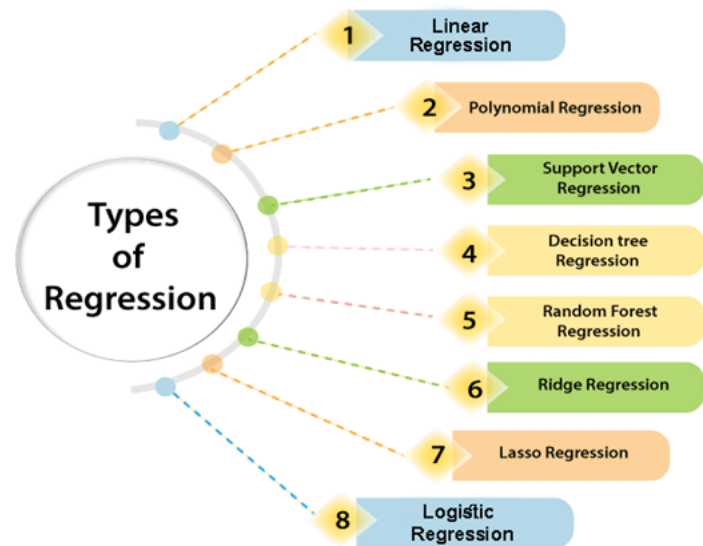 Types
of
Regression
1
Linear
Regression
2
Polynomial Regression
3
Support Vector
Regression
4
Decision tree
Regression
5
Random Forest
Regression
6
Ridge Regression
7
Lasso Regression
8
Logistic
Regression